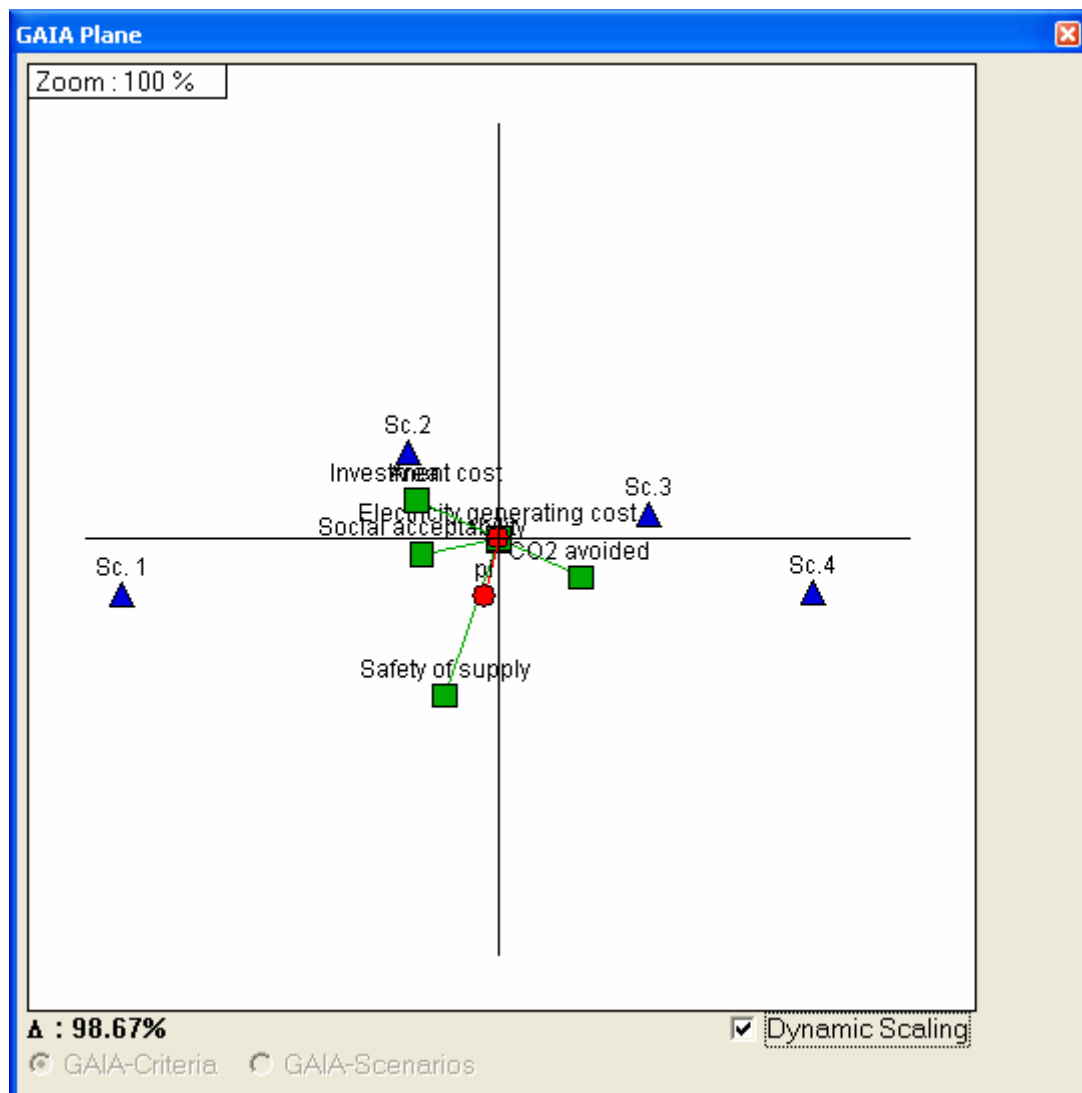 GAIA Plane
Zoom : 100 %
Sc.2
Investment cost
Area
Sc.3
Electricity generating cost
Social acceptability
CO2 avoided
Sc. 1
pi
Sc.4
Safety of supply
Δ : 98.67%
Dynamic Scaling
GAIA-Criteria GAIA-Scenarios